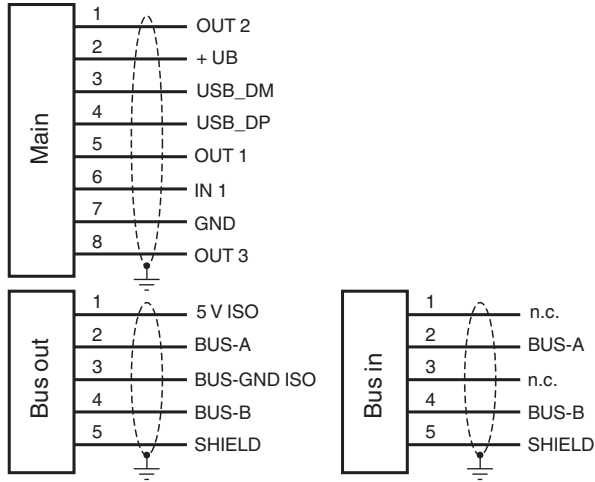 Main
1 OUT 2
2 + UB
3 USB_DM
4 USB_DP
5 OUT 1
6 IN 1
7 GND
8 OUT 3
Bus out
1 5 V ISO
2 BUS-A
3 BUS-GND ISO
4 BUS-B
5 SHIELD
Bus in
1 n.c.
2 BUS-A
3 n.c.
4 BUS-B
5 SHIELD